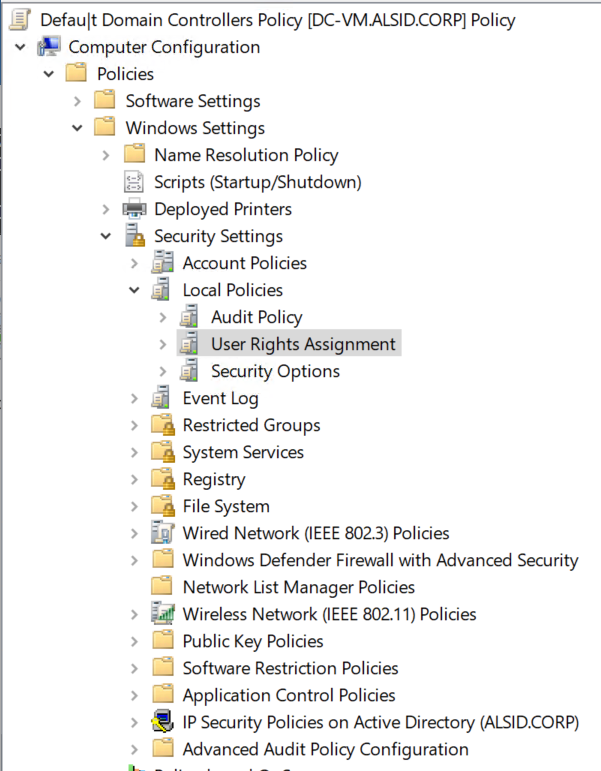 Defau|t Domain Controllers Policy [DC-VM.ALSID.CORP] Policy
Computer Configuration
Policies
Software Settings
Windows Settings
Name Resolution Policy
Scripts (Startup/Shutdown)
Deployed Printers
Security Settings
Account Policies
Local Policies
Audit Policy
User Rights Assignment
Security Options
Event Log
Restricted Groups
System Services
Registry
File System
Wired Network (IEEE 802.3) Policies
Windows Defender Firewall with Advanced Security
Network List Manager Policies
Wireless Network (IEEE 802.11) Policies
Public Key Policies
Software Restriction Policies
Application Control Policies
IP Security Policies on Active Directory (ALSID.CORP)
Advanced Audit Policy Configuration